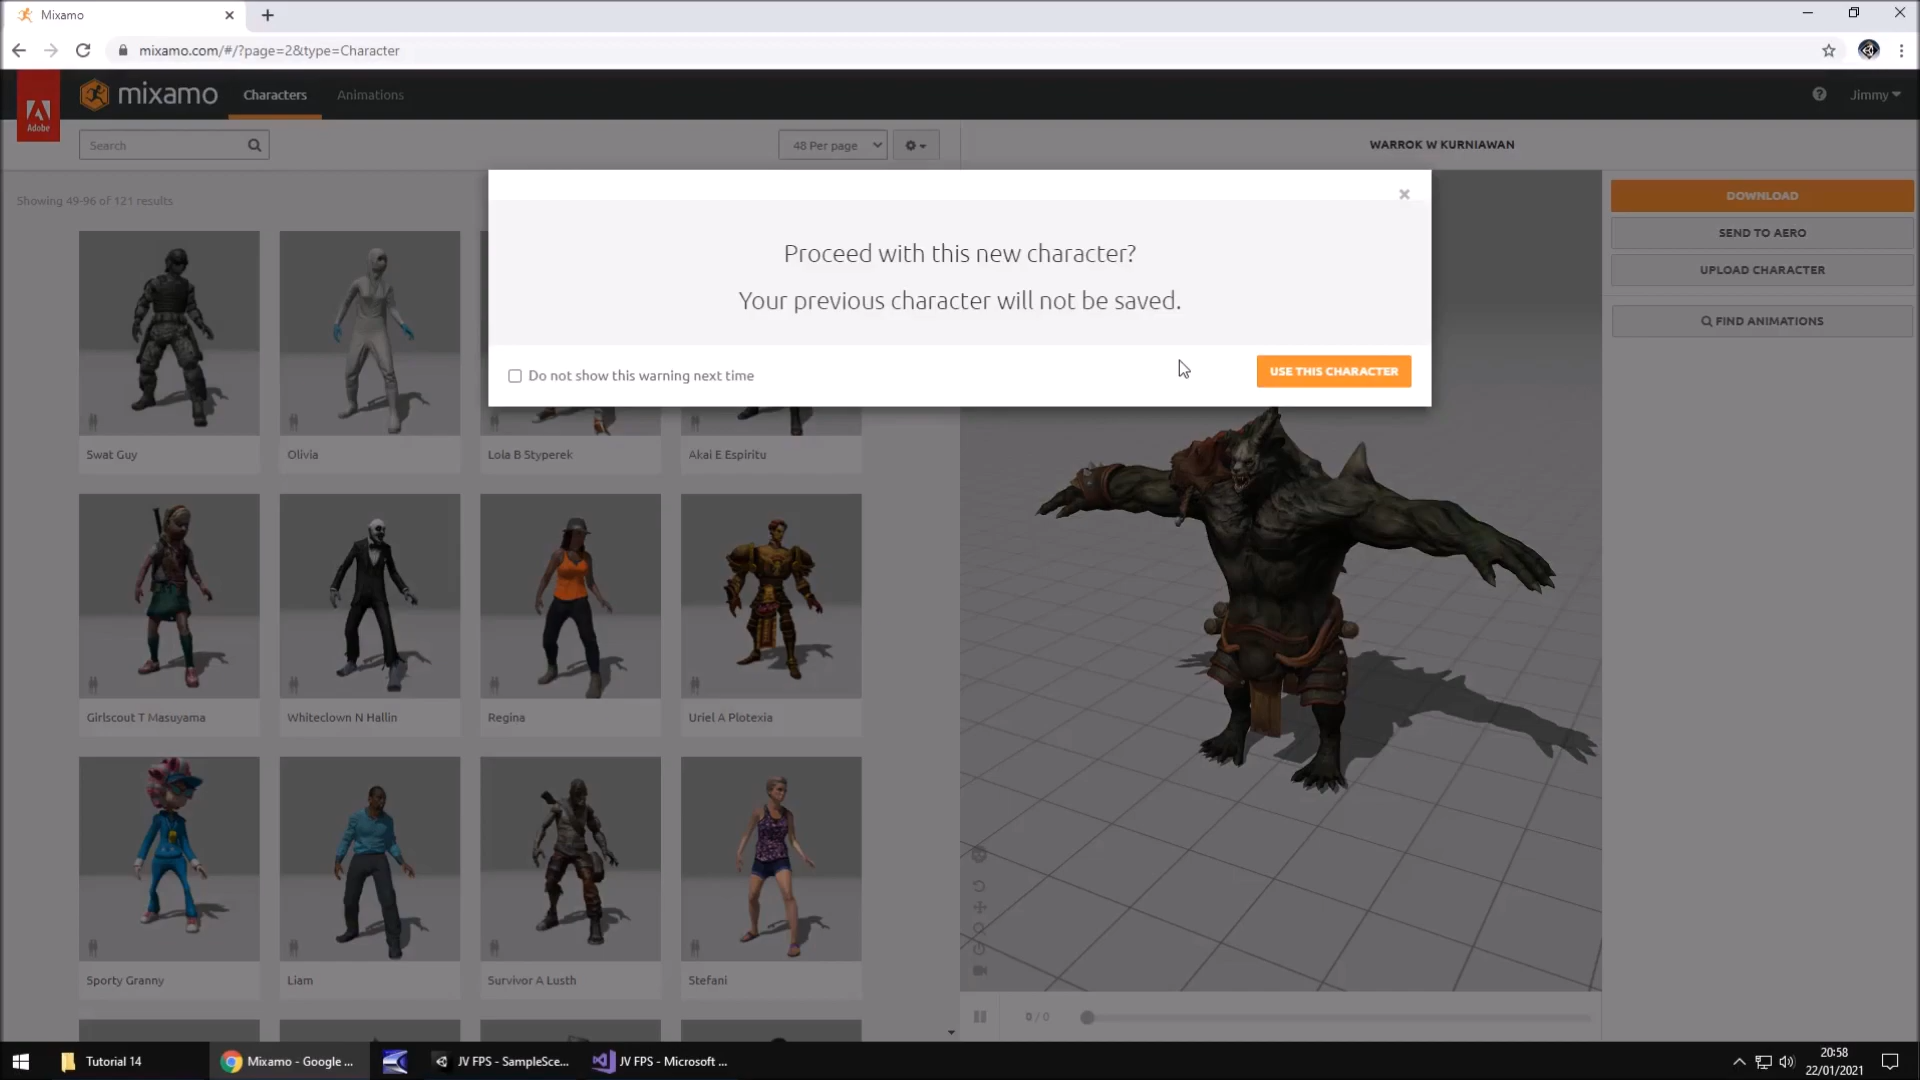 Mixamo
mixamo.com/#/?page=2&type=Character
Adobe
mixamo
Characters
Animations
Jimmy
Search
48 Per page
WARROK W KURNIAWAN
Showing 49-96 of 121 results
DOWNLOAD
SEND TO AERO
UPLOAD CHARACTER
FIND ANIMATIONS
Proceed with this new character?
Your previous character will not be saved.
Do not show this warning next time
USE THIS CHARACTER
Swat Guy
Olivia
Lola B Styperek
Akai E Espiritu
Girlscout T Masuyama
Whiteclown N Hallin
Regina
Uriel A Plotexia
Sporty Granny
Liam
Survivor A Lusth
Stefani
0 / 0
Tutorial 14
Mixamo - Google ...
JV FPS - SampleSce...
JV FPS - Microsoft ...
20:58
22/01/2021